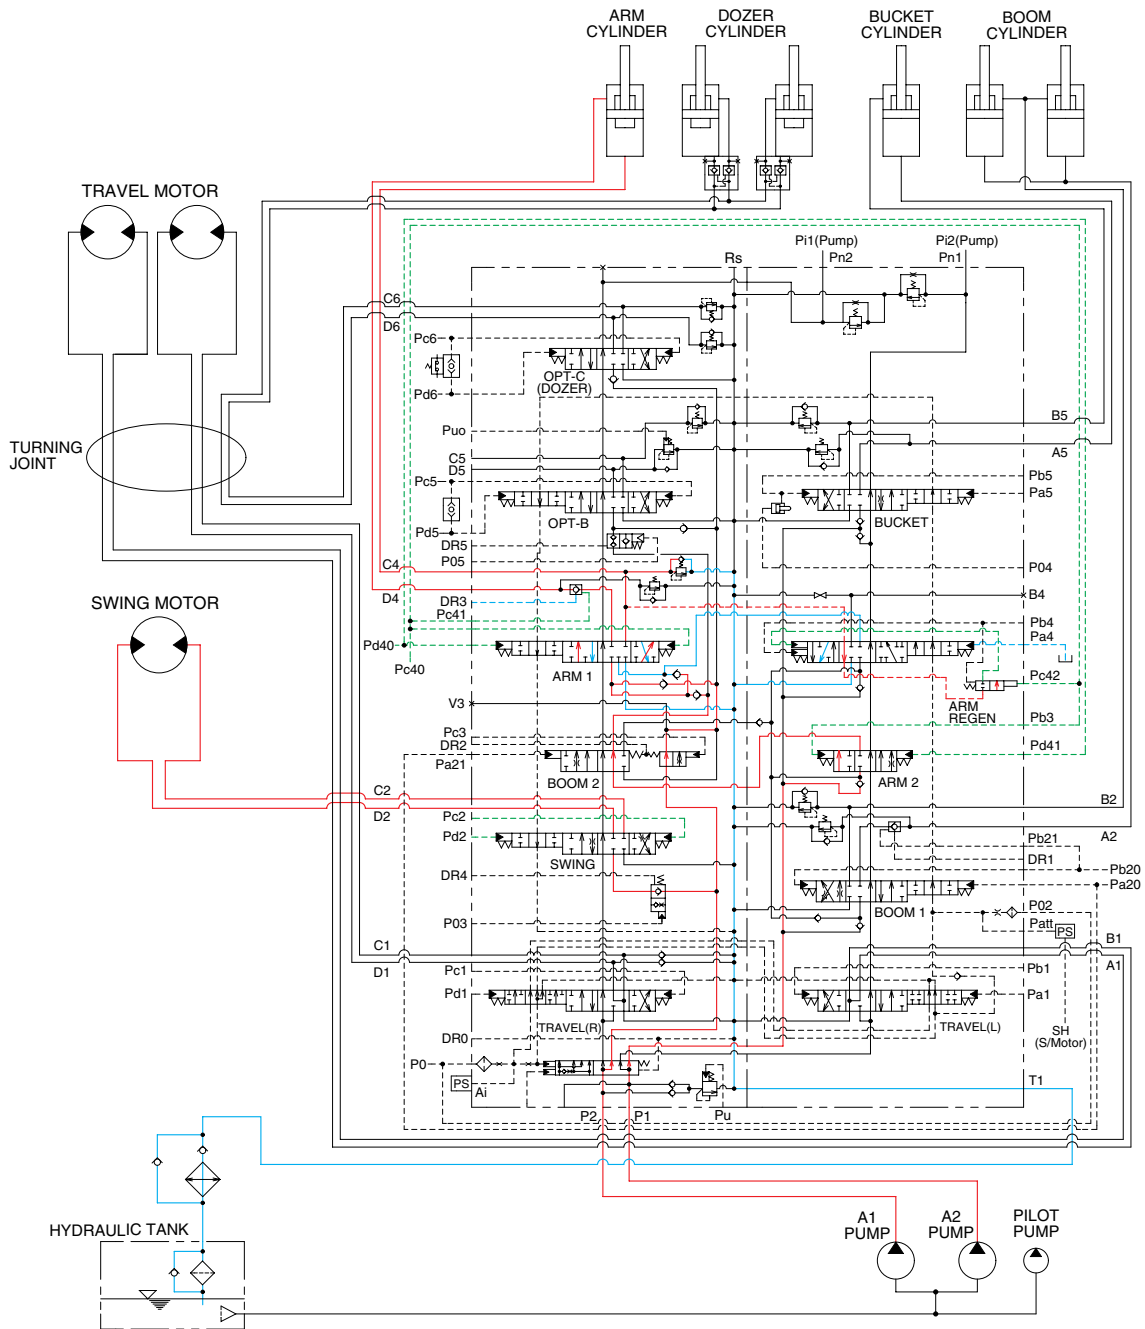 ARM
CYLINDER
DOZER
CYLINDER
BUCKET
CYLINDER
BOOM
CYLINDER
TRAVEL MOTOR
Pi1(Pump)
Pi2(Pump)
Rs
Pn2
Pn1
C6
D6
Pc6
OPT-C
(DOZER)
Pd6
B5
Puo
TURNING
JOINT
A5
C5
D5
Pc5
Pb5
Pa5
OPT-B
BUCKET
Pd5
DR5
P05
P04
C4
D4
B4
SWING MOTOR
DR3
Pc41
Pb4
Pa4
Pd40
Pc40
ARM 1
Pc42
ARM
REGEN
V3
Pb3
Pc3
DR2
Pd41
Pa21
BOOM 2
ARM 2
C2
D2
B2
Pc2
Pd2
A2
Pb21
SWING
DR1
DR4
Pb20
Pa20
BOOM 1
P03
P02
Patt
PS
C1
D1
B1
A1
Pc1
Pb1
Pd1
Pa1
TRAVEL(R)
TRAVEL(L)
SH
(S/Motor)
DR0
P0
PS
Ai
T1
P2
P1
Pu
HYDRAULIC TANK
A1
PUMP
A2
PUMP
PILOT
PUMP